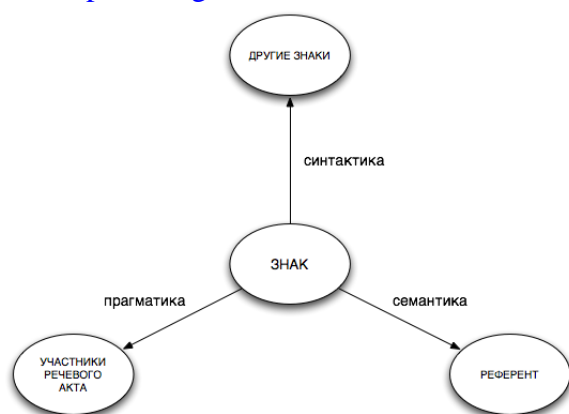 ДРУГИЕ ЗНАКИ
синтактика
ЗНАК
прагматика
семантика
УЧАСТНИКИ
РЕЧЕВОГО
АКТА
РЕФЕРЕНТ